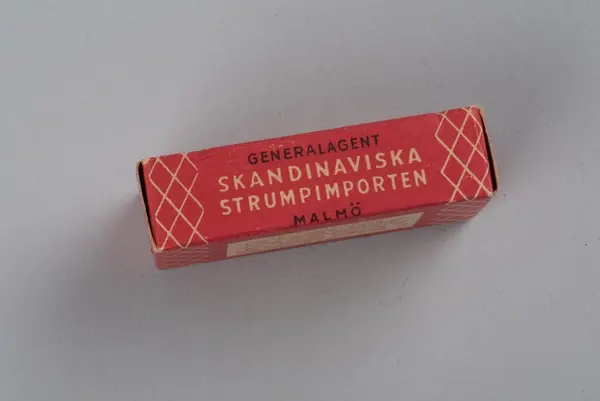 GENERALAGENT
SKANDINAVISKA
STRUMPIMPORTEN
MALMÖ